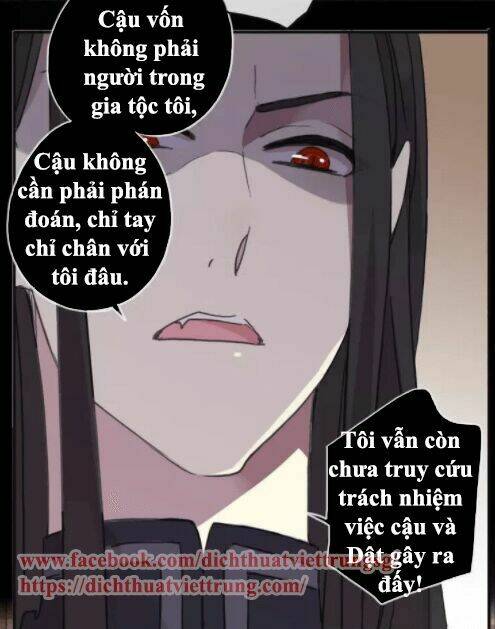 Cậu vốn
không phải
người trong
gia tộc tôi,
Cậu không
cần phải phán
đoán, chỉ tay
chỉ chân với
tôi đâu.
Tôi vẫn còn
chưa truy cứu
trách nhiệm
việc cậu và
Dật gây ra
đấy!
www.facebook.com/dichthuatviettrung.sg
https://dichthuatviettrung.com/